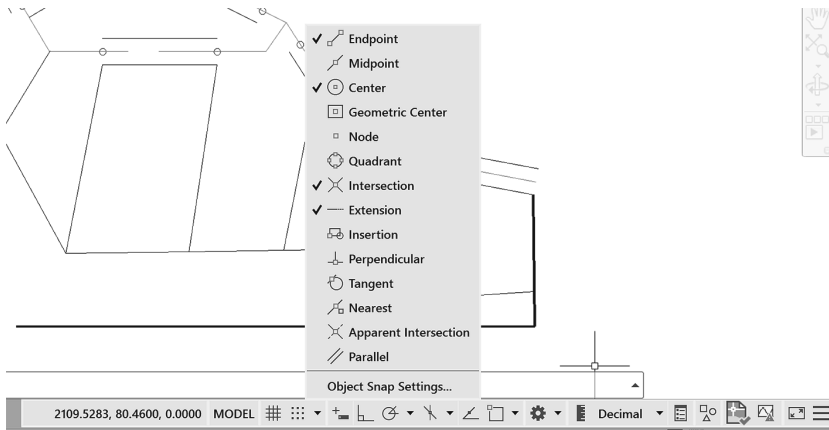 Endpoint
Midpoint
Center
Geometric Center
Node
Quadrant
Intersection
Extension
Insertion
Perpendicular
Tangent
Nearest
Apparent Intersection
Parallel
Object Snap Settings...
2109.5283, 80.4600, 0.0000 MODEL Decimal